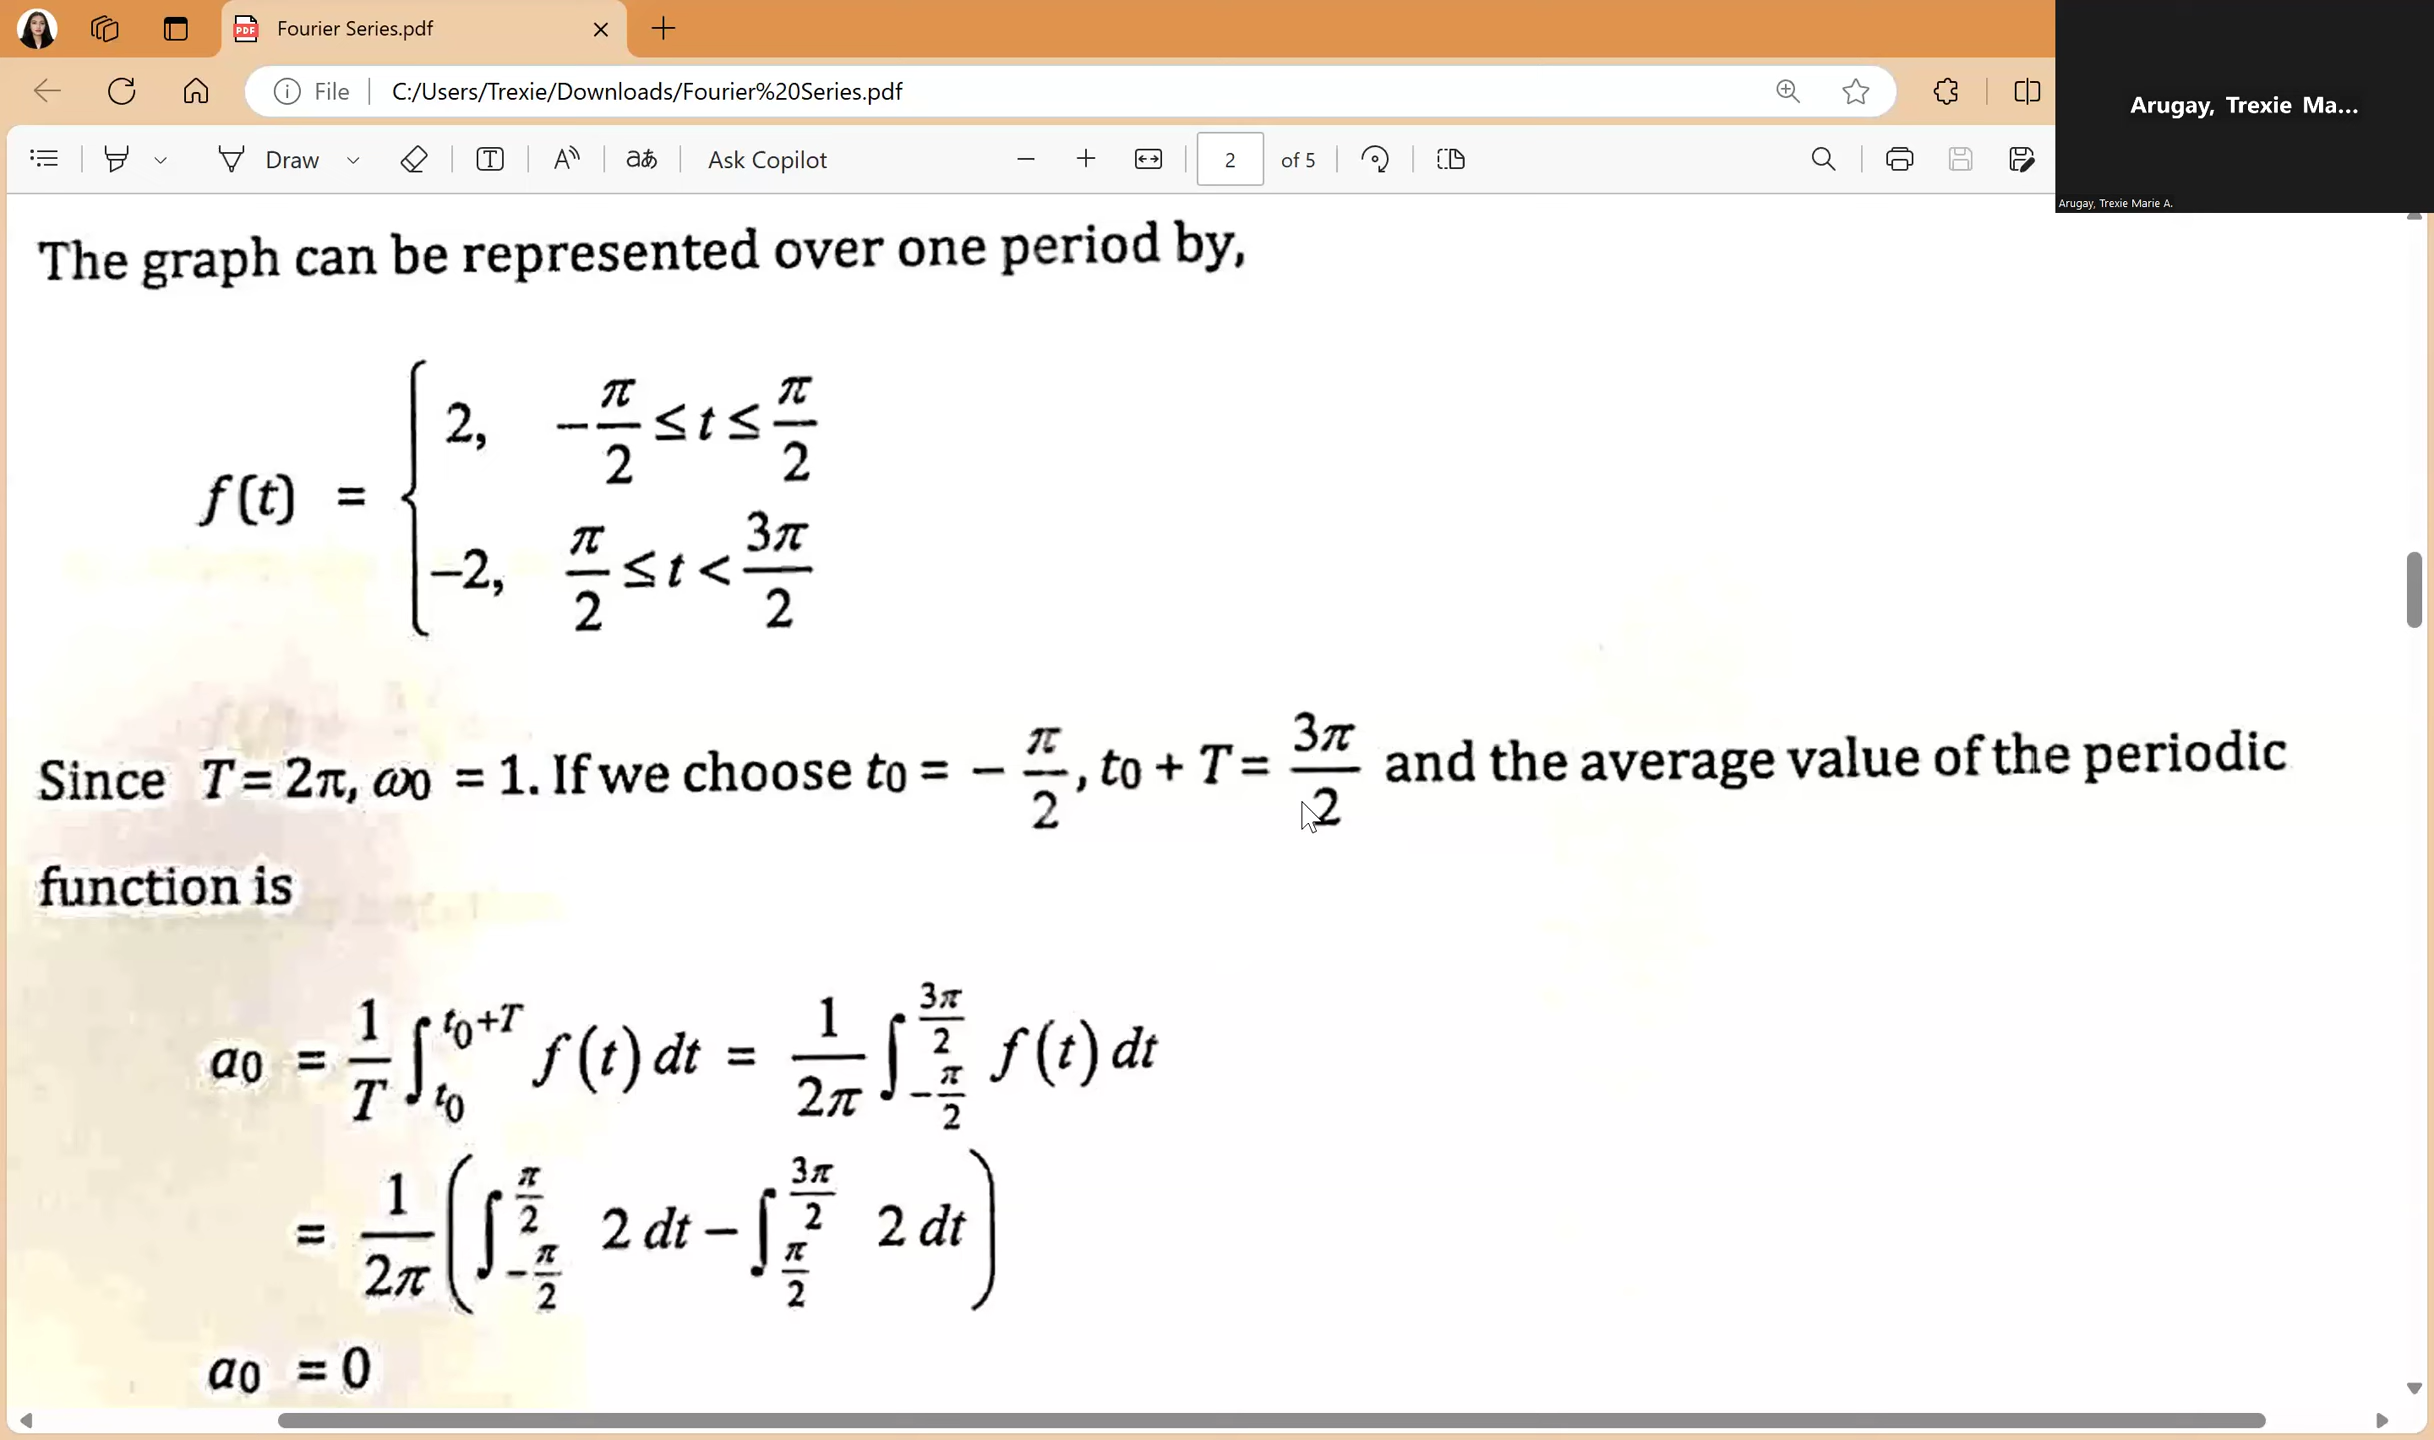 Fourier Series.pdf
File C:/Users/Trexie/Downloads/Fourier%20Series.pdf
Arugay, Trexie Ma...
Arugay, Trexie Marie A.
Draw Ask Copilot 2 of 5
The graph can be represented over one period by,
f(t) = { 2, -π/2 ≤ t ≤ π/2
-2, π/2 ≤ t < 3π/2
Since T = 2π, ω0 = 1. If we choose t0 = - π/2, t0 + T = 3π/2 and the average value of the periodic
function is
a0 = 1/T ∫_{t0}^{t0+T} f(t) dt = 1/2π ∫_{-π/2}^{3π/2} f(t) dt
= 1/2π ( ∫_{-π/2}^{π/2} 2 dt - ∫_{π/2}^{3π/2} 2 dt )
a0 = 0